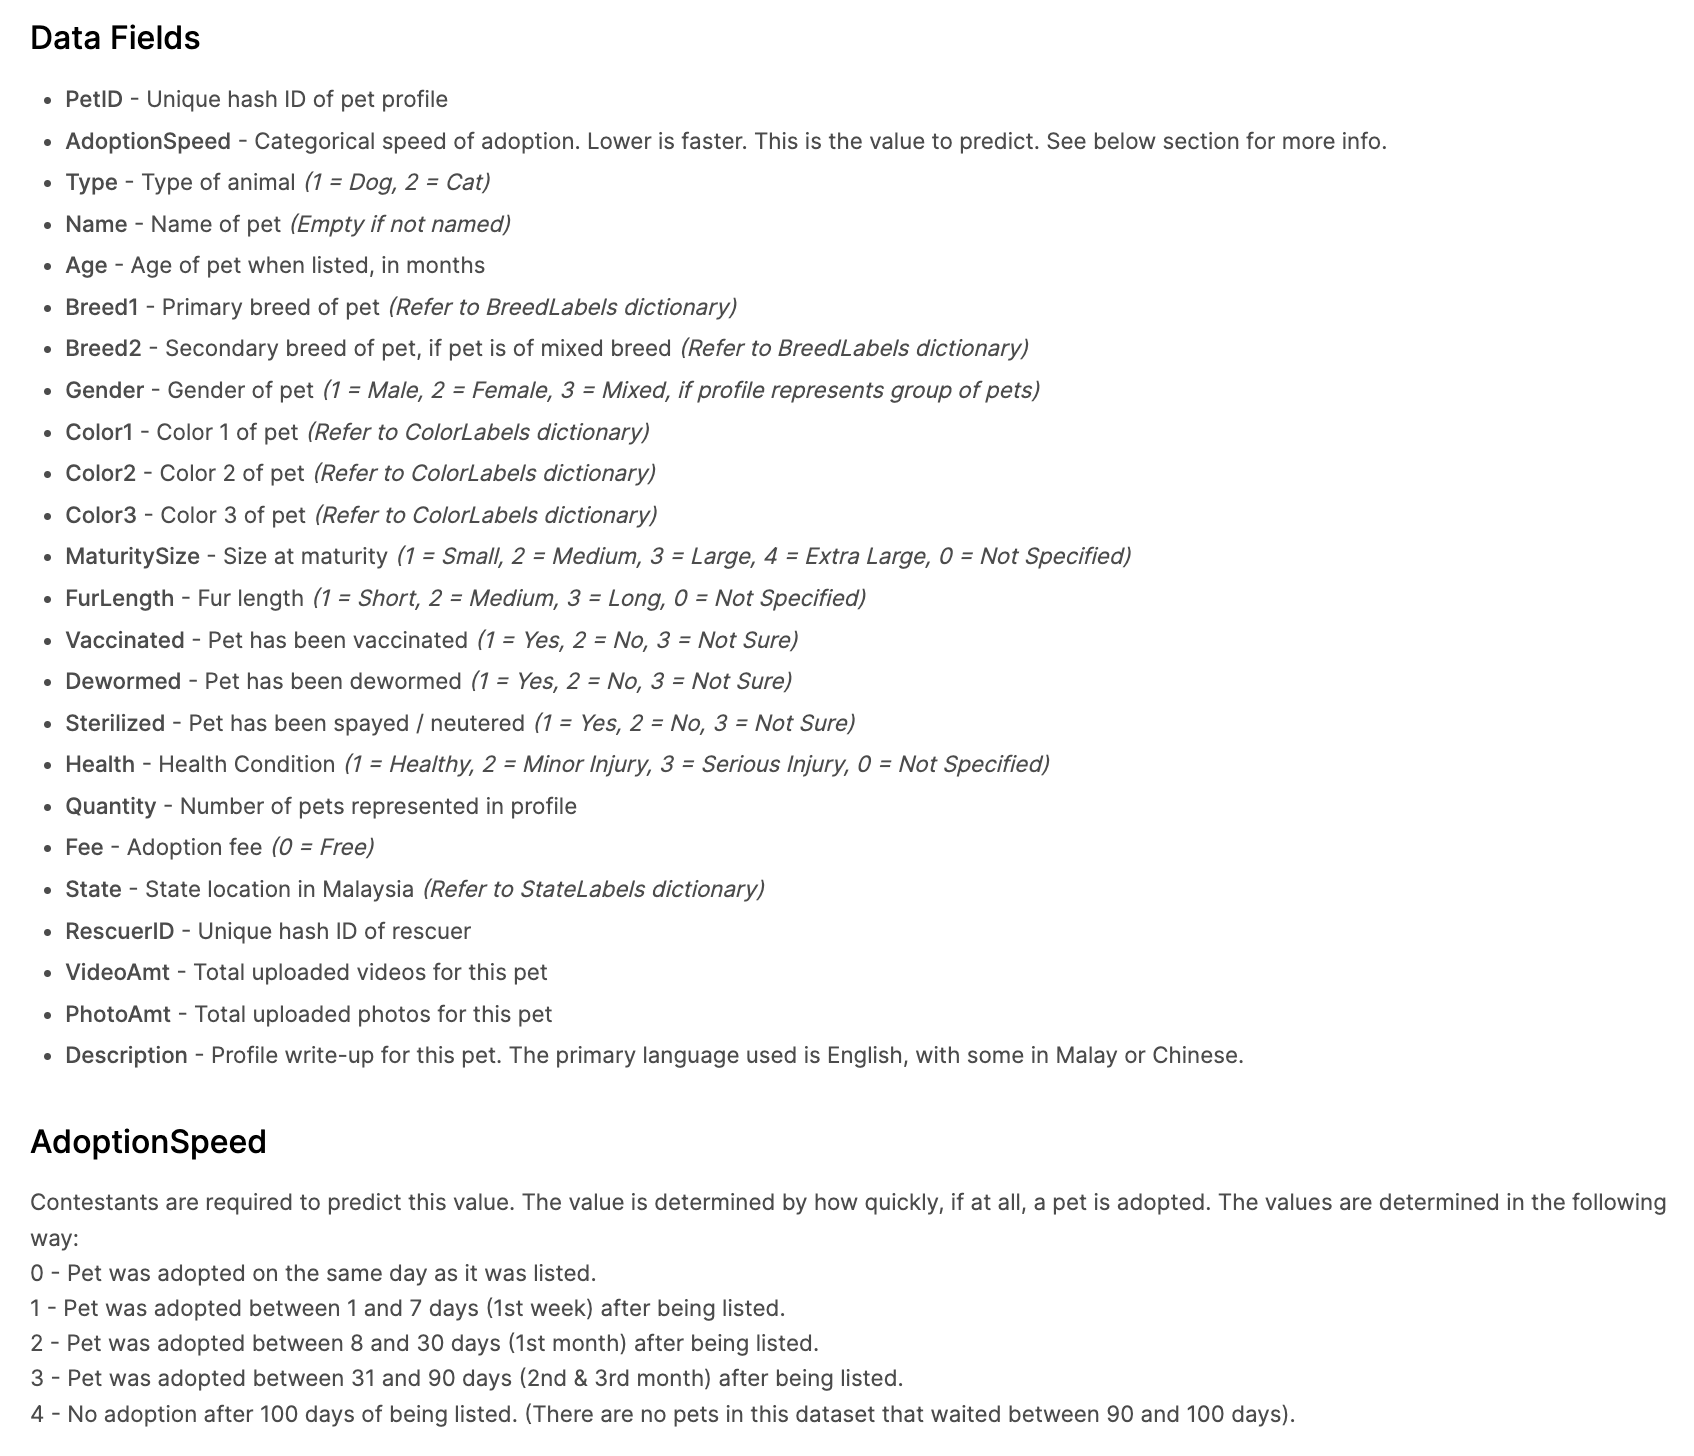 Data Fields
• PetID - Unique hash ID of pet profile
• AdoptionSpeed - Categorical speed of adoption. Lower is faster. This is the value to predict. See below section for more info.
• Type - Type of animal (1 = Dog, 2 = Cat)
• Name - Name of pet (Empty if not named)
• Age - Age of pet when listed, in months
• Breed1 - Primary breed of pet (Refer to BreedLabels dictionary)
• Breed2 - Secondary breed of pet, if pet is of mixed breed (Refer to BreedLabels dictionary)
• Gender - Gender of pet (1 = Male, 2 = Female, 3 = Mixed, if profile represents group of pets)
• Color1 - Color 1 of pet (Refer to ColorLabels dictionary)
• Color2 - Color 2 of pet (Refer to ColorLabels dictionary)
• Color3 - Color 3 of pet (Refer to ColorLabels dictionary)
• MaturitySize - Size at maturity (1 = Small, 2 = Medium, 3 = Large, 4 = Extra Large, 0 = Not Specified)
• FurLength - Fur length (1 = Short, 2 = Medium, 3 = Long, 0 = Not Specified)
• Vaccinated - Pet has been vaccinated (1 = Yes, 2 = No, 3 = Not Sure)
• Dewormed - Pet has been dewormed (1 = Yes, 2 = No, 3 = Not Sure)
• Sterilized - Pet has been spayed / neutered (1 = Yes, 2 = No, 3 = Not Sure)
• Health - Health Condition (1 = Healthy, 2 = Minor Injury, 3 = Serious Injury, 0 = Not Specified)
• Quantity - Number of pets represented in profile
• Fee - Adoption fee (0 = Free)
• State - State location in Malaysia (Refer to StateLabels dictionary)
• RescuerID - Unique hash ID of rescuer
• VideoAmt - Total uploaded videos for this pet
• PhotoAmt - Total uploaded photos for this pet
• Description - Profile write-up for this pet. The primary language used is English, with some in Malay or Chinese.
AdoptionSpeed
Contestants are required to predict this value. The value is determined by how quickly, if at all, a pet is adopted. The values are determined in the following
way:
0 - Pet was adopted on the same day as it was listed.
1 - Pet was adopted between 1 and 7 days (1st week) after being listed.
2 - Pet was adopted between 8 and 30 days (1st month) after being listed.
3 - Pet was adopted between 31 and 90 days (2nd & 3rd month) after being listed.
4 - No adoption after 100 days of being listed. (There are no pets in this dataset that waited between 90 and 100 days).